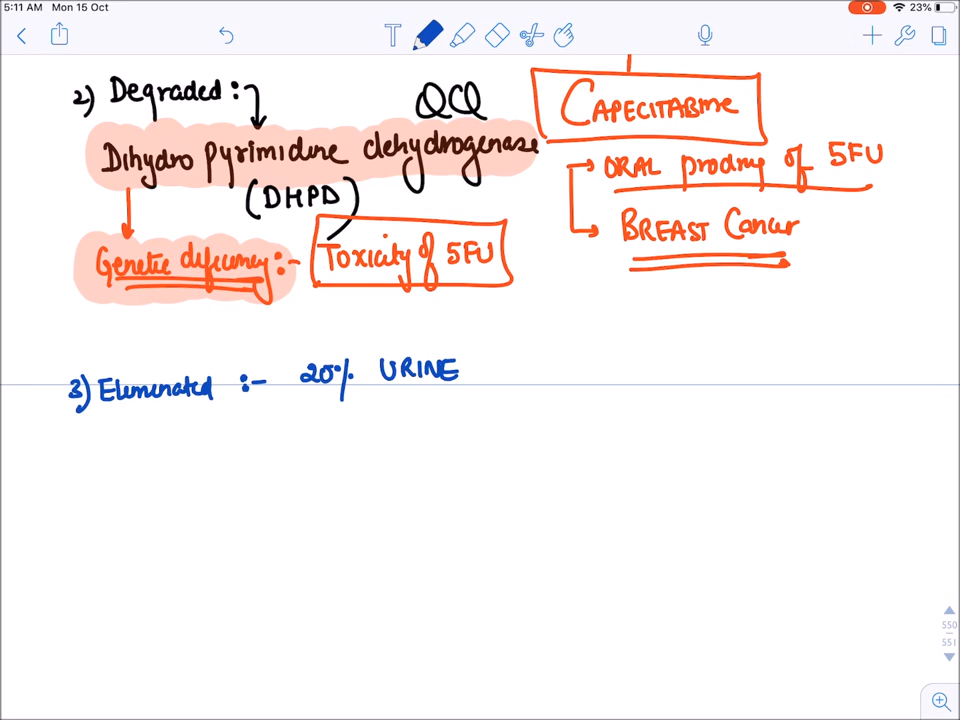 5:11 AM Mon 15 Oct
23%
T
2) Degraded :
QCQ
Dihydro pyrimidine dehydrogenase
(DHPD)
Genetic deficiency :- Toxicity of 5FU
CAPECITABINE
ORAL prodrug of 5FU
BREAST Cancer
3) Eliminated :- 20% URINE
550
551